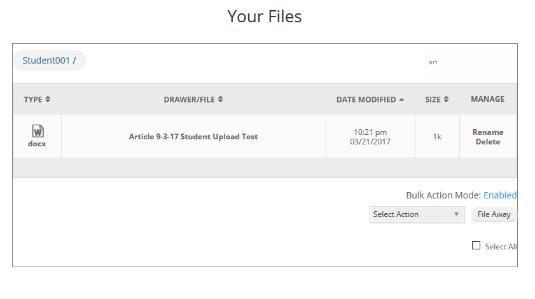 Your Files
Student001 /
art
TYPE DRAWER/FILE DATE MODIFIED SIZE MANAGE
docx Article 9-3-17 Student Upload Test 10:21 pm 1k Rename
03/21/2017 Delete
Bulk Action Mode: Enabled
Select Action File Away
Select All